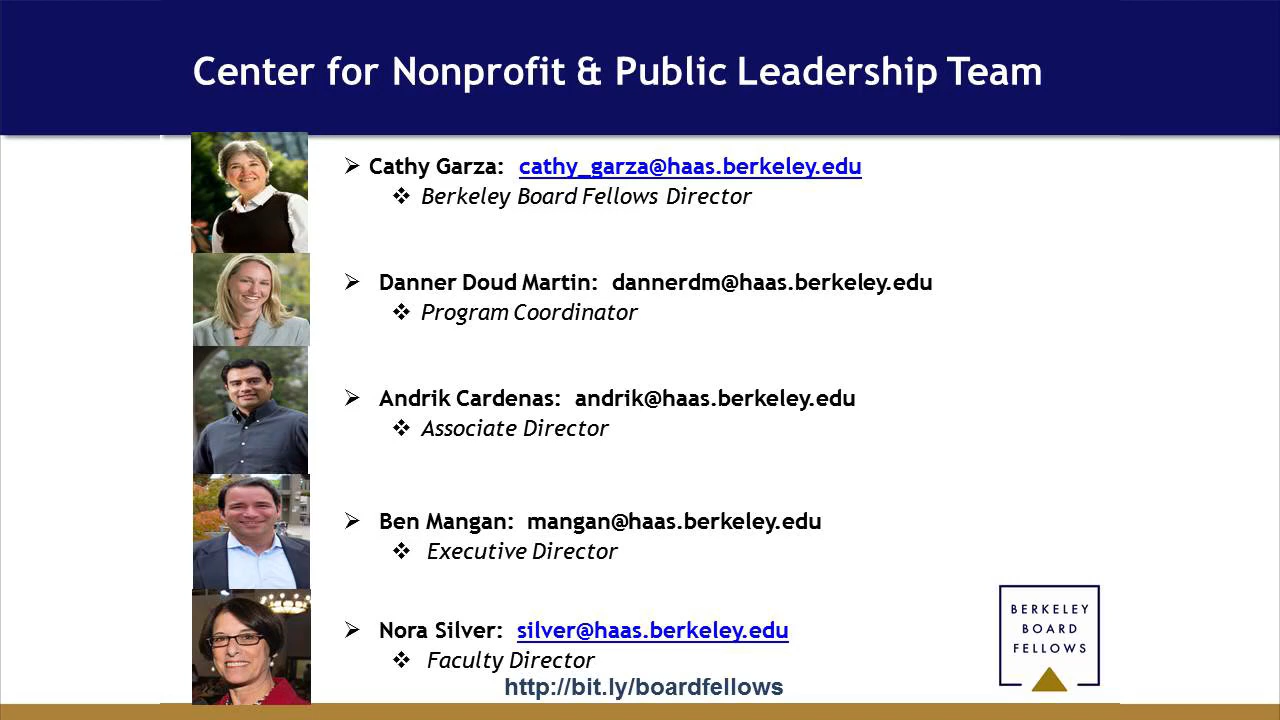 Center for Nonprofit & Public Leadership Team
Cathy Garza: cathy_garza@haas.berkeley.edu
Berkeley Board Fellows Director
Danner Doud Martin: dannerdm@haas.berkeley.edu
Program Coordinator
Andrik Cardenas: andrik@haas.berkeley.edu
Associate Director
Ben Mangan: mangan@haas.berkeley.edu
Executive Director
Nora Silver: silver@haas.berkeley.edu
Faculty Director
http://bit.ly/boardfellows
BERKELEY
BOARD
FELLOWS